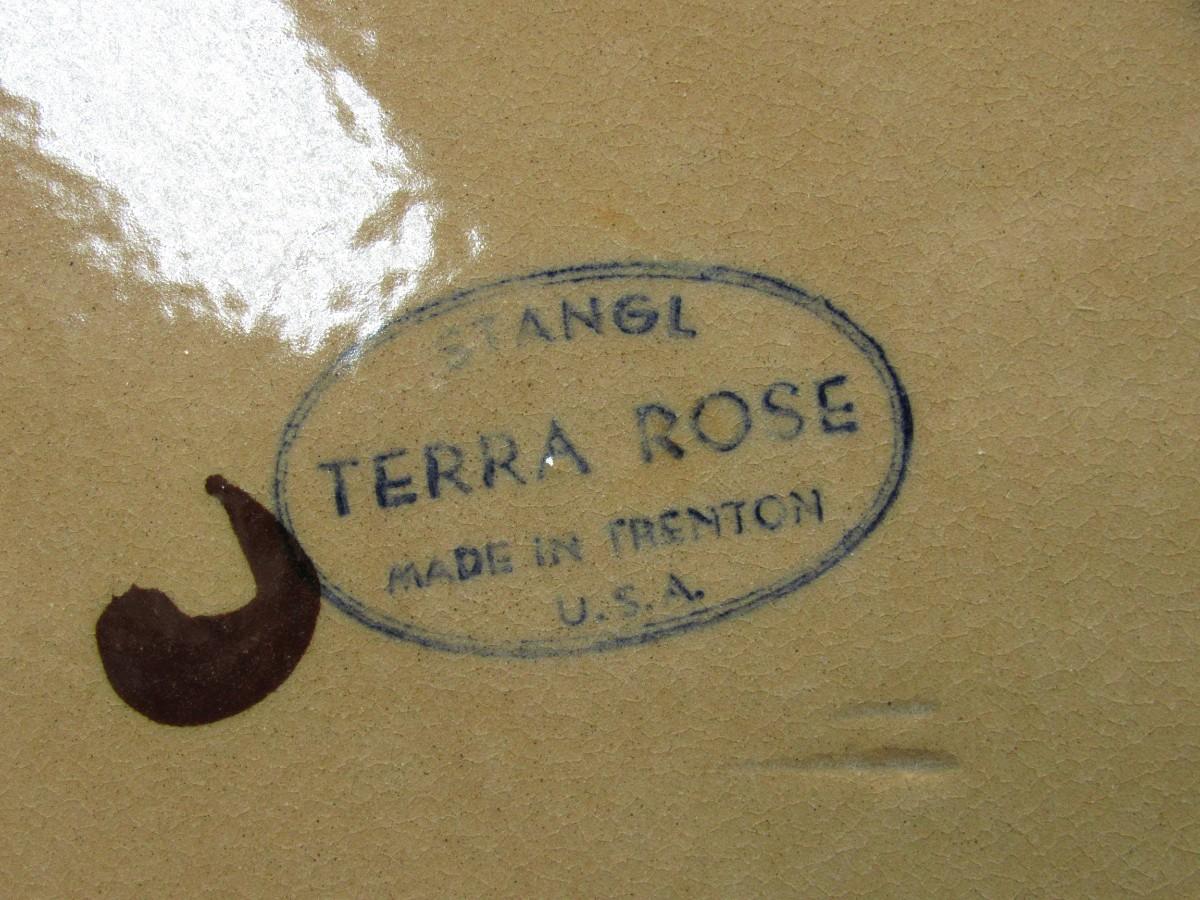 STANGL
TERRA ROSE
MADE IN TRENTON
U.S.A.